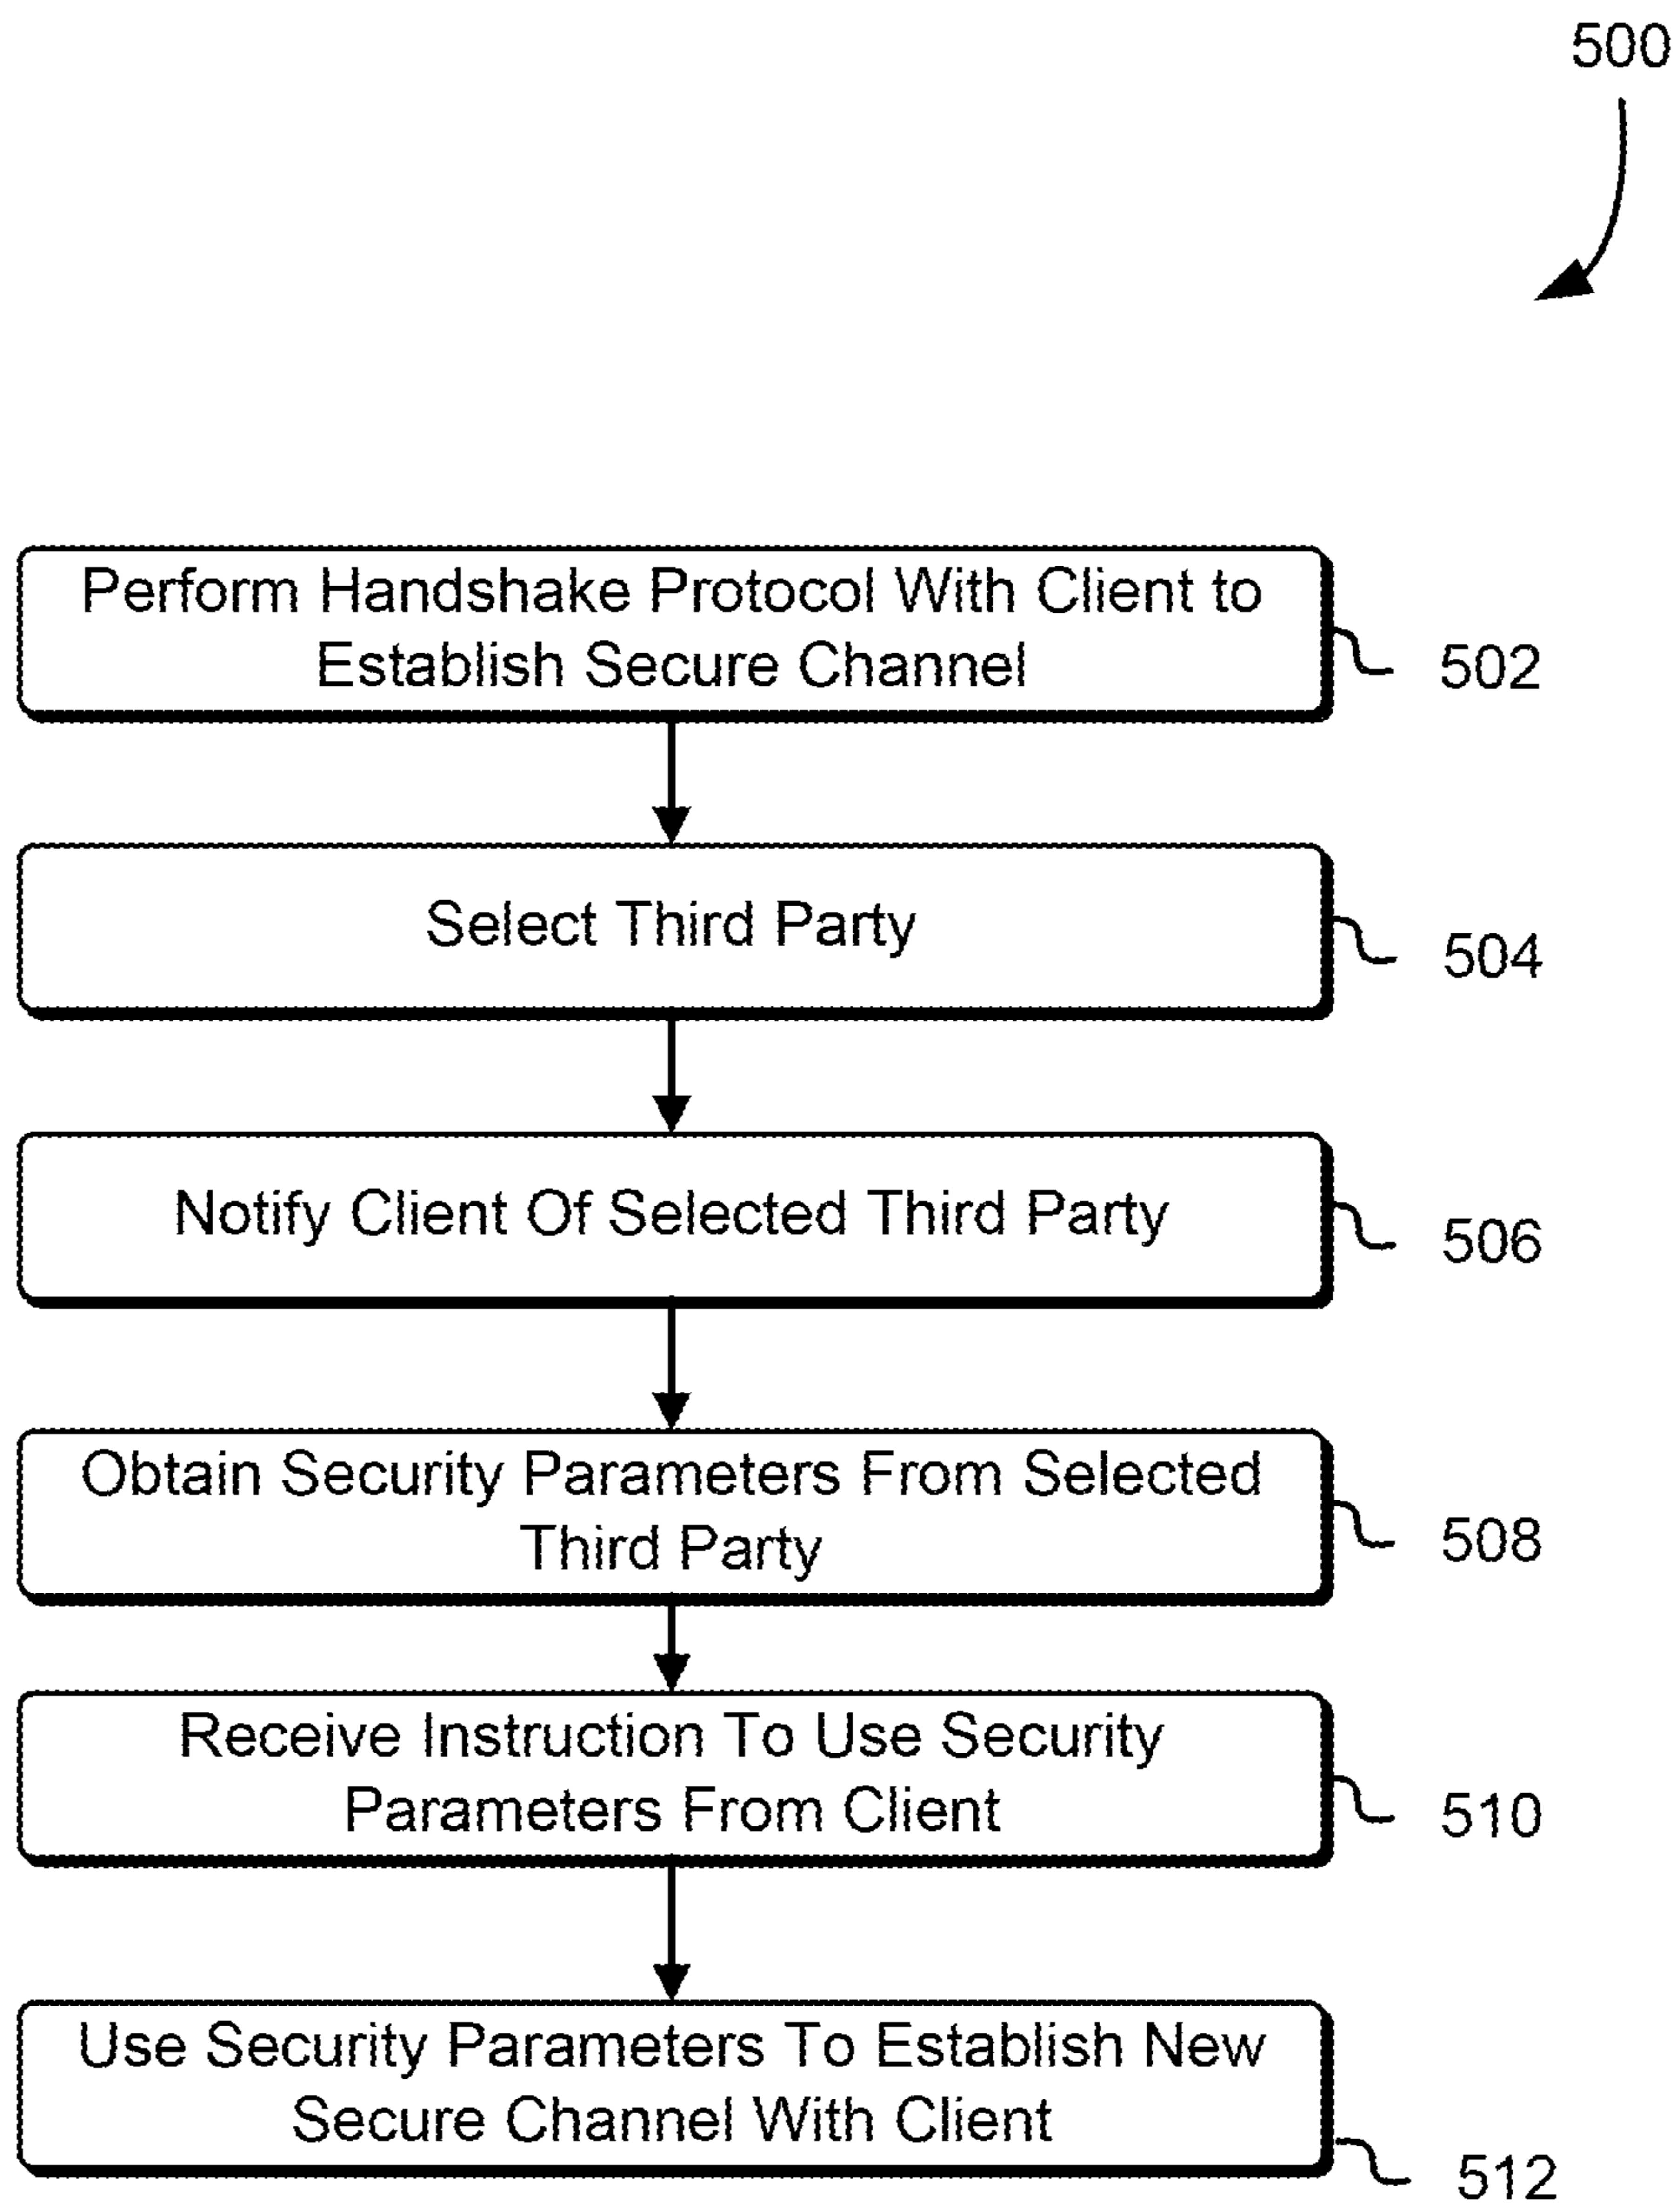 500
Perform Handshake Protocol With Client to
Establish Secure Channel
502
Select Third Party
504
Notify Client Of Selected Third Party
506
Obtain Security Parameters From Selected
Third Party
508
Receive Instruction To Use Security
Parameters From Client
510
Use Security Parameters To Establish New
Secure Channel With Client
512